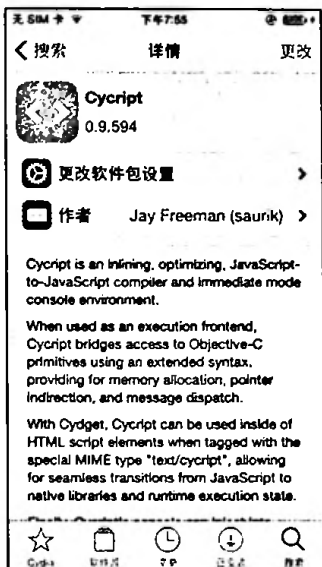 无 SIM 卡 下午7:55
搜索 详情 更改
Cycript
0.9.594
更改软件包设置
作者 Jay Freeman (saurik)
Cycript is an inlining, optimizing, JavaScript-
to-JavaScript compiler and immediate mode
console environment.
When used as an execution frontend,
Cycript bridges access to Objective-C
primitives using an extended syntax,
providing for memory allocation, pointer
indirection, and message dispatch.
With Cydget, Cycript can be used inside of
HTML script elements when tagged with the
special MIME type "text/cycript", allowing
for seamless transitions from JavaScript to
native libraries and runtime execution state.
Cydia